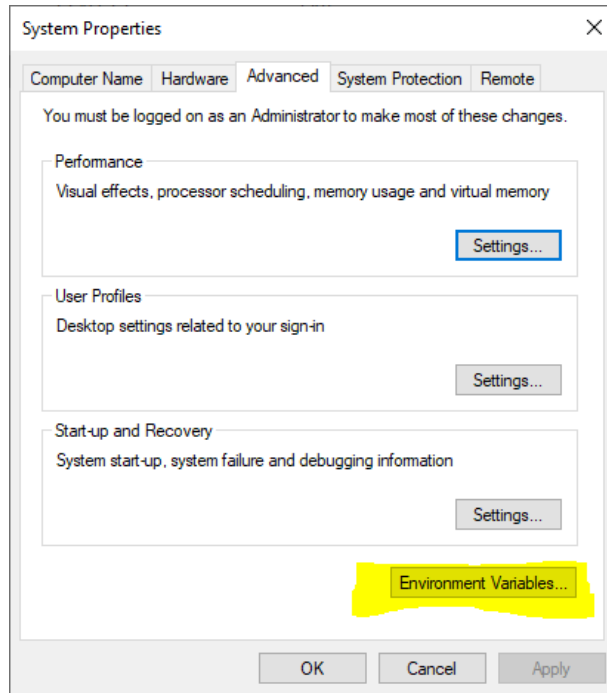 System Properties
Computer Name Hardware Advanced System Protection Remote
You must be logged on as an Administrator to make most of these changes.
Performance
Visual effects, processor scheduling, memory usage and virtual memory
Settings...
User Profiles
Desktop settings related to your sign-in
Settings...
Start-up and Recovery
System start-up, system failure and debugging information
Settings...
Environment Variables...
OK Cancel Apply